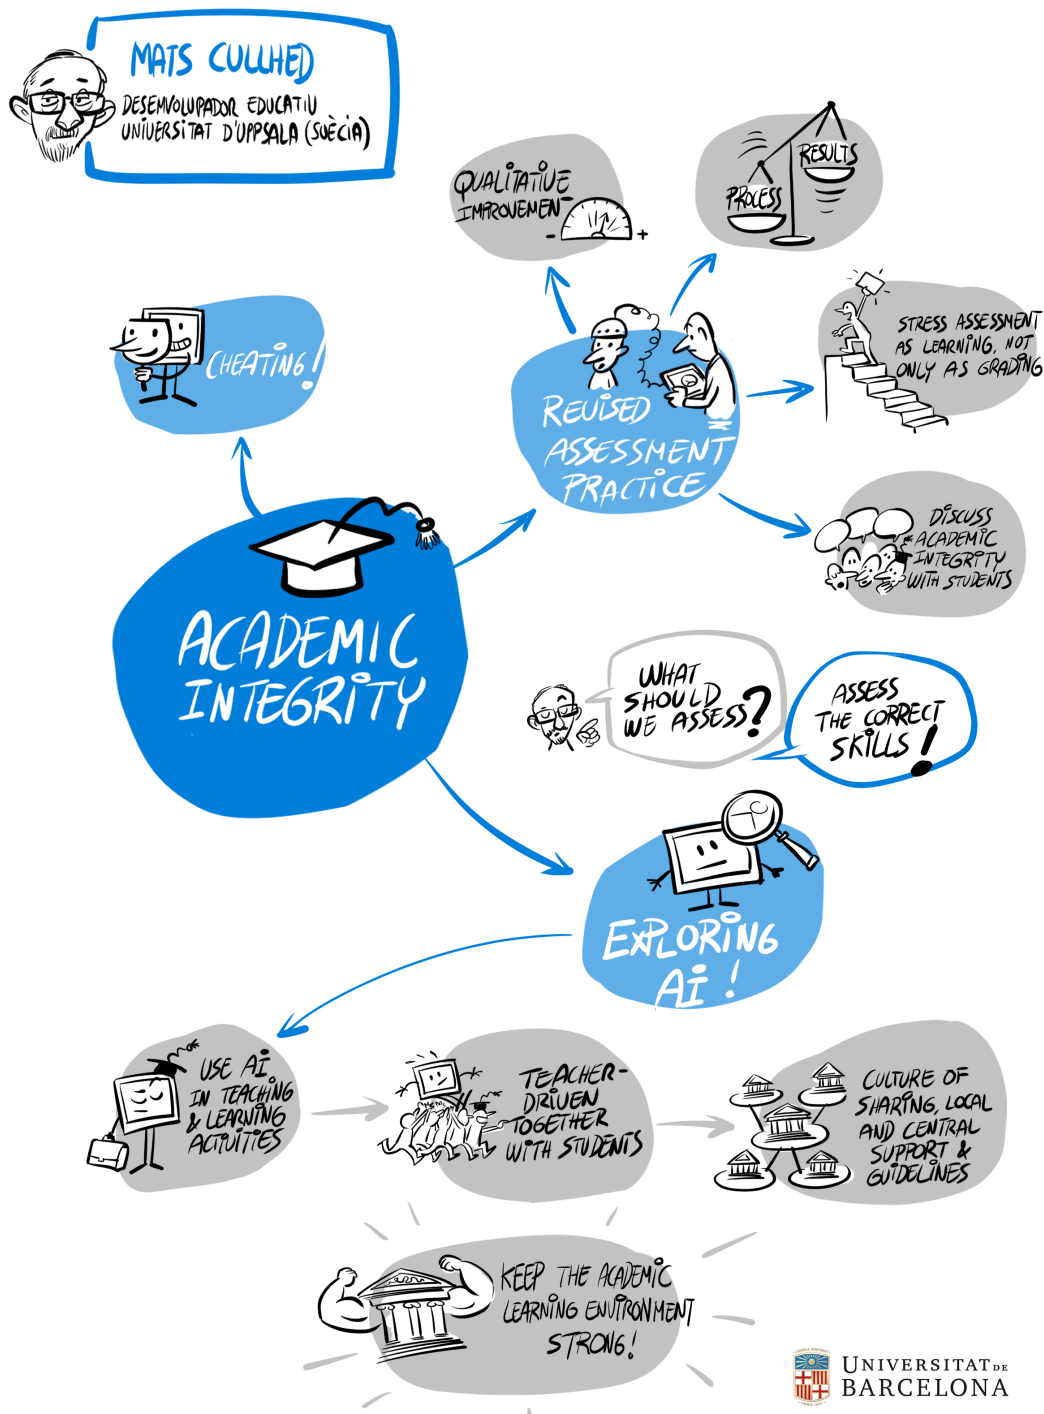 MATS CULLHED
DESENVOLUPADOR EDUCATIU
UNIVERSITAT D'UPPSALA (SUÈCIA)
QUALITATIVE
IMPROVEMENT
- +
RESULTS
PROCESS
STRESS ASSESSMENT
AS LEARNING, NOT
ONLY AS GRADING
CHEATING!
REVISED
ASSESSMENT
PRACTICE
DISCUSS
ACADEMIC
INTEGRITY
WITH STUDENTS
ACADEMIC
INTEGRITY
WHAT
SHOULD
WE ASSESS?
ASSESS
THE CORRECT
SKILLS!
EXPLORING
AI!
USE AI
IN TEACHING
& LEARNING
ACTIVITIES
TEACHER-
DRIVEN
TOGETHER
WITH STUDENTS
CULTURE OF
SHARING, LOCAL
AND CENTRAL
SUPPORT &
GUIDELINES
KEEP THE ACADEMIC
LEARNING ENVIRONMENT
STRONG!
UNIVERSITAT DE
BARCELONA